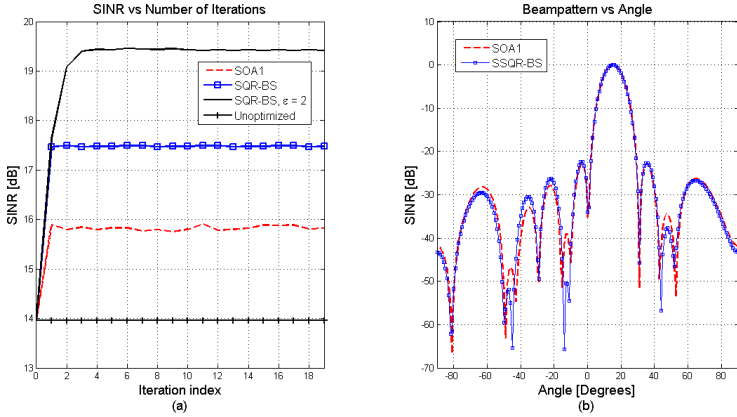 SINR vs Number of Iterations
20
19
18
17
16
15
14
13
SINR [dB]
SOA1
SQR-BS
SQR-BS, ε = 2
Unoptimized
0 2 4 6 8 10 12 14 16 18
Iteration index
(a)
Beampattern vs Angle
10
0
-10
-20
-30
-40
-50
-60
-70
SINR [dB]
SOA1
SSQR-BS
-80 -60 -40 -20 0 20 40 60 80
Angle [Degrees]
(b)